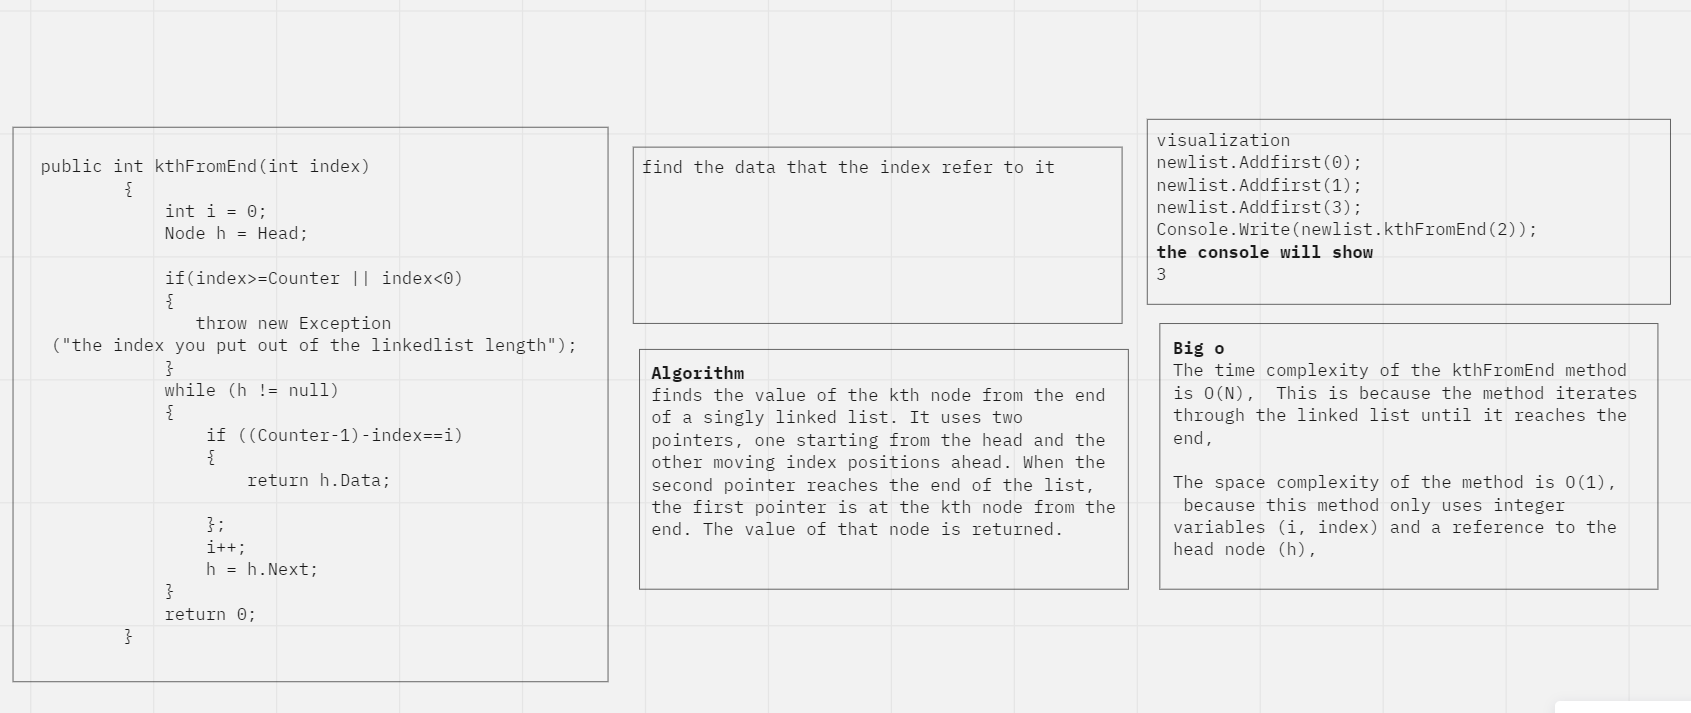 public int kthFromEnd(int index)
{
int i = 0;
Node h = Head;
if(index>=Counter || index<0)
{
throw new Exception
("the index you put out of the linkedlist length");
}
while (h != null)
{
if ((Counter-1)-index==i)
{
return h.Data;
};
i++;
h = h.Next;
}
return 0;
}
find the data that the index refer to it
Algorithm
finds the value of the kth node from the end
of a singly linked list. It uses two
pointers, one starting from the head and the
other moving index positions ahead. When the
second pointer reaches the end of the list,
the first pointer is at the kth node from the
end. The value of that node is returned.
visualization
newlist.Addfirst(0);
newlist.Addfirst(1);
newlist.Addfirst(3);
Console.Write(newlist.kthFromEnd(2));
the console will show
3
Big o
The time complexity of the kthFromEnd method
is O(N),  This is because the method iterates
through the linked list until it reaches the
end,
The space complexity of the method is O(1),
because this method only uses integer
variables (i, index) and a reference to the
head node (h),